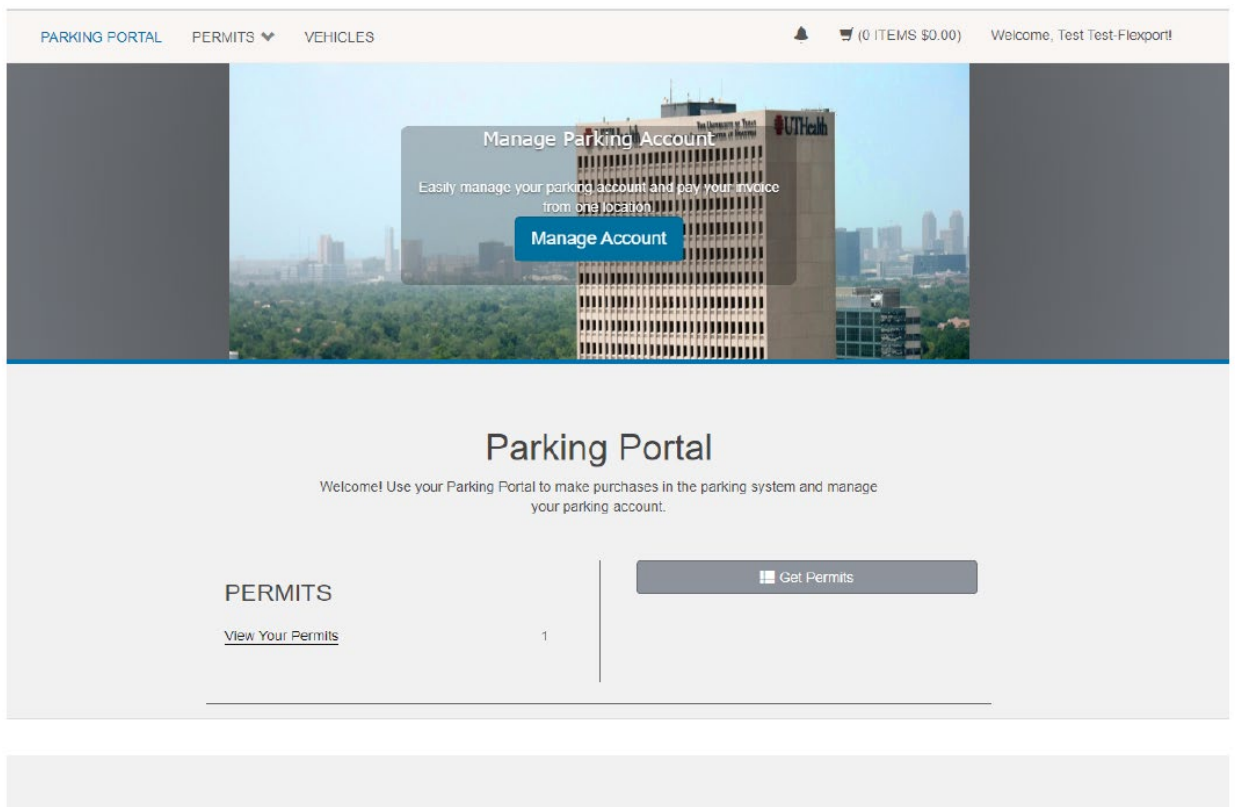 PARKING PORTAL PERMITS VEHICLES (0 ITEMS $0.00) Welcome, Test Test-Flexport!
UTHealth
Manage Parking Account
Easily manage your parking account and pay your invoice
from one location.
Manage Account
Parking Portal
Welcome! Use your Parking Portal to make purchases in the parking system and manage
your parking account.
Get Permits
PERMITS
View Your Permits 1